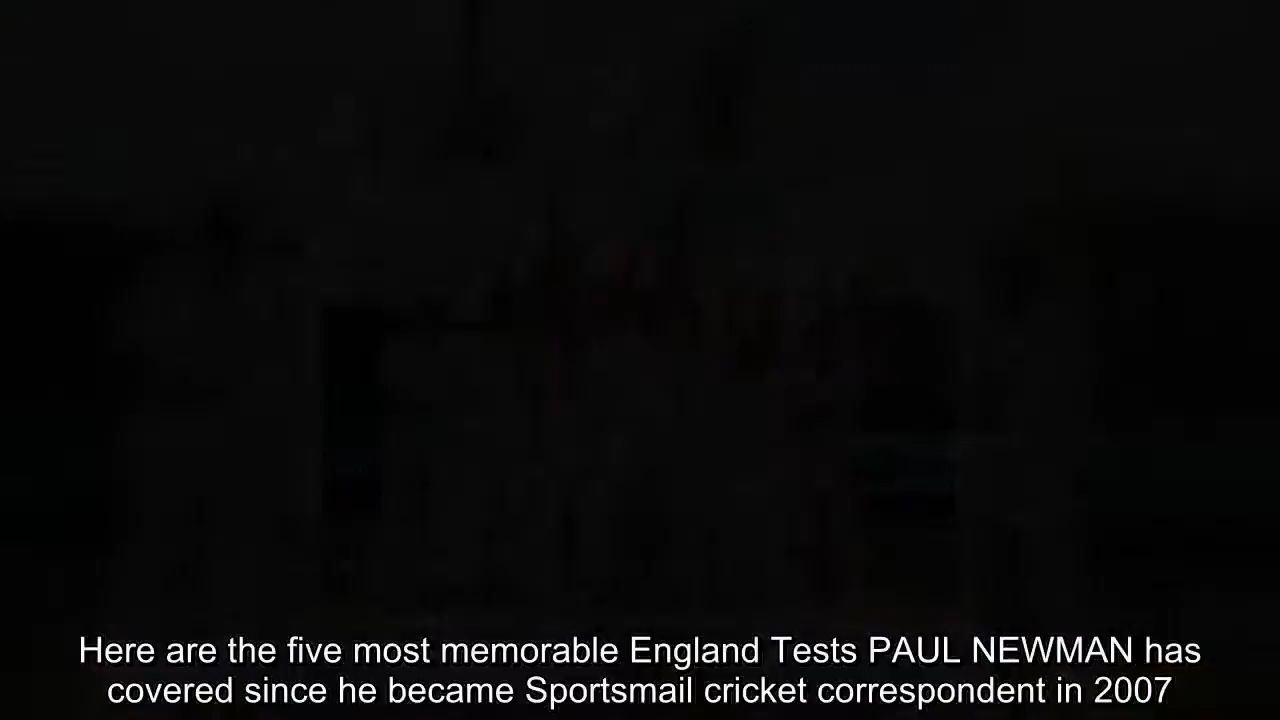 Here are the five most memorable England Tests PAUL NEWMAN has
covered since he became Sportsmail cricket correspondent in 2007